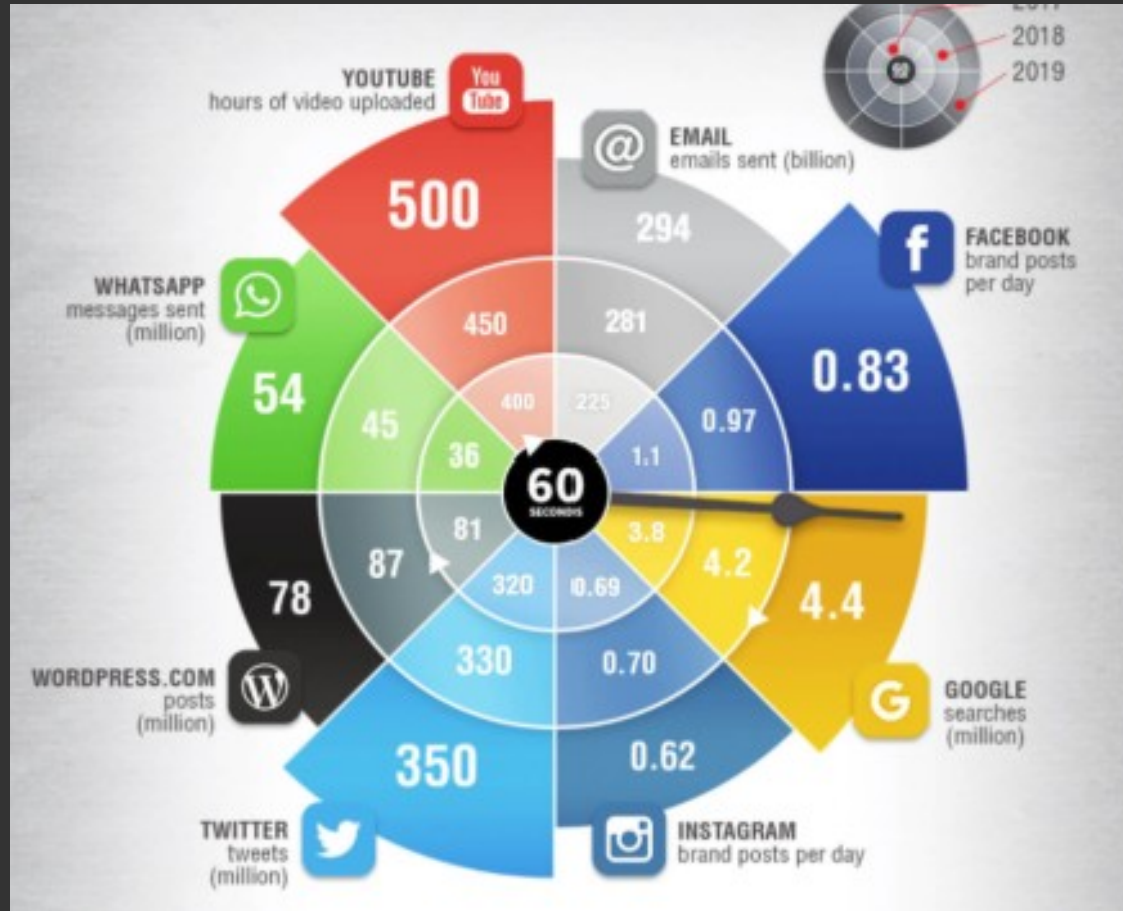 2018
2019
YOUTUBE
hours of video uploaded
You
Tube
@
EMAIL
emails sent (billion)
f
FACEBOOK
brand posts
per day
WHATSAPP
messages sent
(million)
500
294
0.83
54
450
281
0.97
45
400
225
1.1
36
60
SECONDS
81
3.8
87
4.2
78
4.4
320
0.69
330
0.70
350
0.62
WORDPRESS.COM
posts
(million)
W
G
GOOGLE
searches
(million)
TWITTER
tweets
(million)
INSTAGRAM
brand posts per day